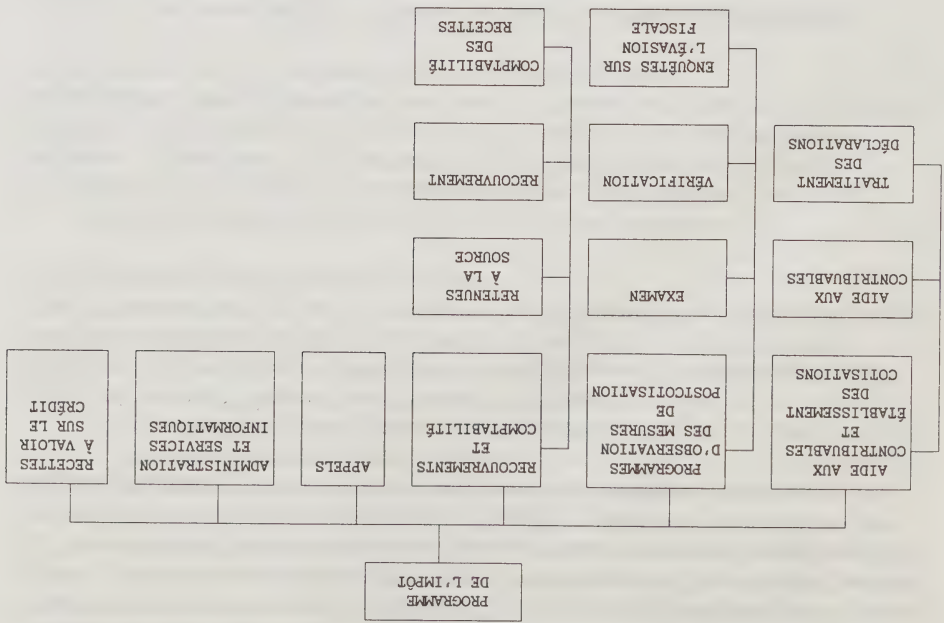 PROGRAMME
DE L'IMPÔT
AIDE AUX
CONTRIBUABLES
ET
ÉTABLISSEMENT
DES
COTISATIONS
PROGRAMMES
D'OBSERVATION
DES MESURES
DE
POSTCOTISATION
RECOUVREMENTS
ET
COMPTABILITÉ
APPELS
ADMINISTRATION
ET SERVICES
INFORMATIQUES
RECETTES
À VALOIR
SUR LE
CRÉDIT
AIDE AUX
CONTRIBUABLES
EXAMEN
RETENUES
À LA
SOURCE
TRAITEMENT
DES
DÉCLARATIONS
VÉRIFICATION
RECOUVREMENT
ENQUÊTES SUR
L'ÉVASION
FISCALE
COMPTABILITÉ
DES
RECETTES